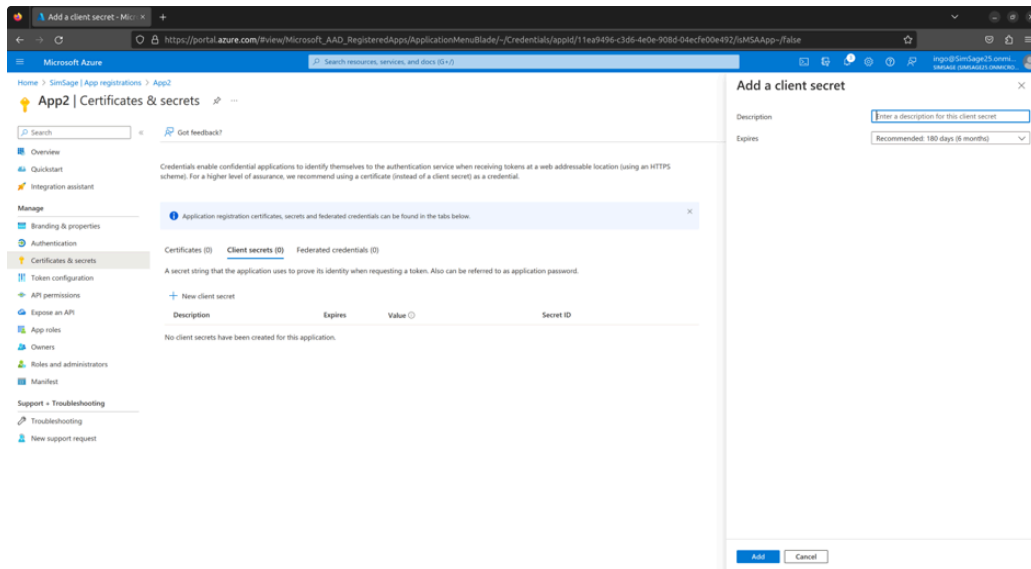 Add a client secret - Micr
https://portal.azure.com/#view/Microsoft_AAD_RegisteredApps/ApplicationMenuBlade/~/Credentials/appId/11ea9496-c3d6-4e0e-908d-04ecfe00e492/isMSAApp~/false
Microsoft Azure
Search resources, services, and docs (G+/)
ingo@SimSage25.onmi...
SIMSAGE (SIMSAGE25.ONMICRO...
Home > SimSage | App registrations > App2
App2 | Certificates & secrets
Search
Overview
Quickstart
Integration assistant
Manage
Branding & properties
Authentication
Certificates & secrets
Token configuration
API permissions
Expose an API
App roles
Owners
Roles and administrators
Manifest
Support + Troubleshooting
Troubleshooting
New support request
Got feedback?
Credentials enable confidential applications to identify themselves to the authentication service when receiving tokens at a web addressable location (using an HTTPS
scheme). For a higher level of assurance, we recommend using a certificate (instead of a client secret) as a credential.
Application registration certificates, secrets and federated credentials can be found in the tabs below.
Certificates (0) Client secrets (0) Federated credentials (0)
A secret string that the application uses to prove its identity when requesting a token. Also can be referred to as application password.
New client secret
Description Expires Value Secret ID
No client secrets have been created for this application.
Add a client secret
Description Enter a description for this client secret
Expires Recommended: 180 days (6 months)
Add Cancel